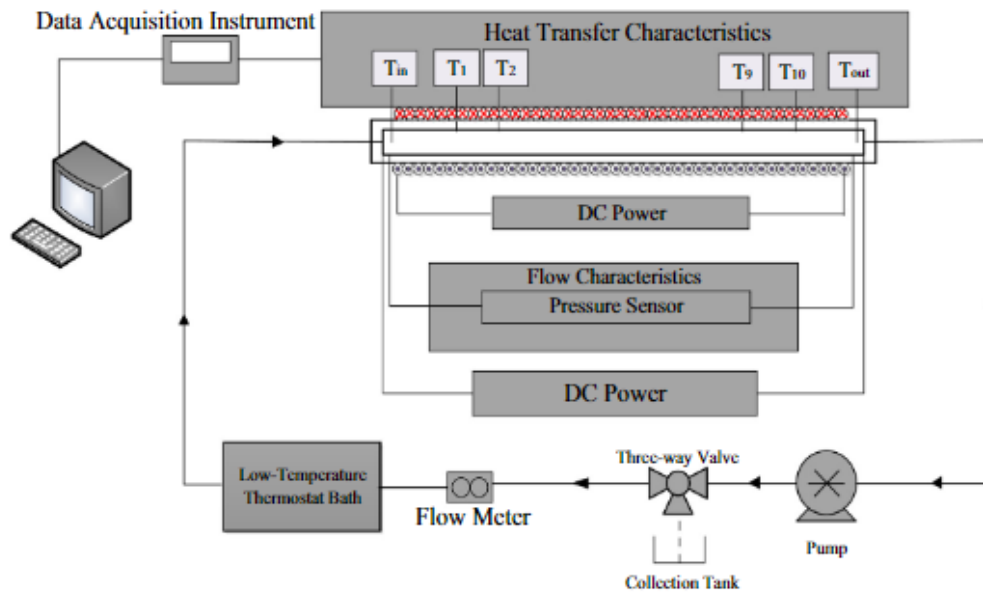 Data Acquisition Instrument
Heat Transfer Characteristics
Tin
T1
T2
T9
T10
Tout
DC Power
Flow Characteristics
Pressure Sensor
DC Power
Low-Temperature
Thermostat Bath
Flow Meter
Three-way Valve
Collection Tank
Pump